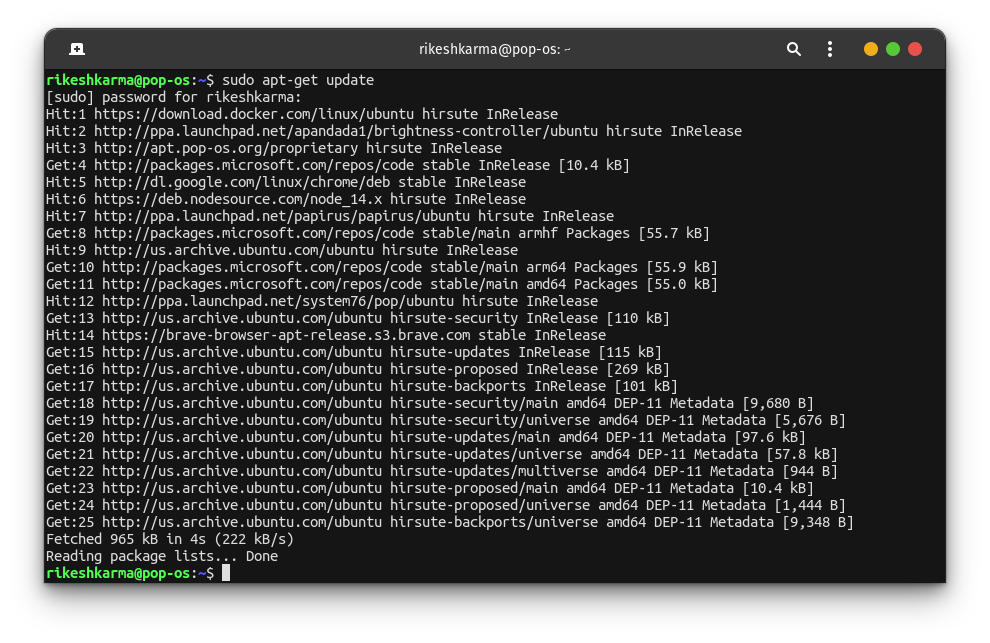 rikeshkarma@pop-os: ~
rikeshkarma@pop-os:~$ sudo apt-get update
[sudo] password for rikeshkarma:
Hit:1 https://download.docker.com/linux/ubuntu hirsute InRelease
Hit:2 http://ppa.launchpad.net/apandada1/brightness-controller/ubuntu hirsute InRelease
Hit:3 http://apt.pop-os.org/proprietary hirsute InRelease
Get:4 http://packages.microsoft.com/repos/code stable InRelease [10.4 kB]
Hit:5 http://dl.google.com/linux/chrome/deb stable InRelease
Hit:6 https://deb.nodesource.com/node_14.x hirsute InRelease
Hit:7 http://ppa.launchpad.net/papirus/papirus/ubuntu hirsute InRelease
Get:8 http://packages.microsoft.com/repos/code stable/main armhf Packages [55.7 kB]
Hit:9 http://us.archive.ubuntu.com/ubuntu hirsute InRelease
Get:10 http://packages.microsoft.com/repos/code stable/main arm64 Packages [55.9 kB]
Get:11 http://packages.microsoft.com/repos/code stable/main amd64 Packages [55.0 kB]
Hit:12 http://ppa.launchpad.net/system76/pop/ubuntu hirsute InRelease
Get:13 http://us.archive.ubuntu.com/ubuntu hirsute-security InRelease [110 kB]
Hit:14 https://brave-browser-apt-release.s3.brave.com stable InRelease
Get:15 http://us.archive.ubuntu.com/ubuntu hirsute-updates InRelease [115 kB]
Get:16 http://us.archive.ubuntu.com/ubuntu hirsute-proposed InRelease [269 kB]
Get:17 http://us.archive.ubuntu.com/ubuntu hirsute-backports InRelease [101 kB]
Get:18 http://us.archive.ubuntu.com/ubuntu hirsute-security/main amd64 DEP-11 Metadata [9,680 B]
Get:19 http://us.archive.ubuntu.com/ubuntu hirsute-security/universe amd64 DEP-11 Metadata [5,676 B]
Get:20 http://us.archive.ubuntu.com/ubuntu hirsute-updates/main amd64 DEP-11 Metadata [97.6 kB]
Get:21 http://us.archive.ubuntu.com/ubuntu hirsute-updates/universe amd64 DEP-11 Metadata [57.8 kB]
Get:22 http://us.archive.ubuntu.com/ubuntu hirsute-updates/multiverse amd64 DEP-11 Metadata [944 B]
Get:23 http://us.archive.ubuntu.com/ubuntu hirsute-proposed/main amd64 DEP-11 Metadata [10.4 kB]
Get:24 http://us.archive.ubuntu.com/ubuntu hirsute-proposed/universe amd64 DEP-11 Metadata [1,444 B]
Get:25 http://us.archive.ubuntu.com/ubuntu hirsute-backports/universe amd64 DEP-11 Metadata [9,348 B]
Fetched 965 kB in 4s (222 kB/s)
Reading package lists... Done
rikeshkarma@pop-os:~$